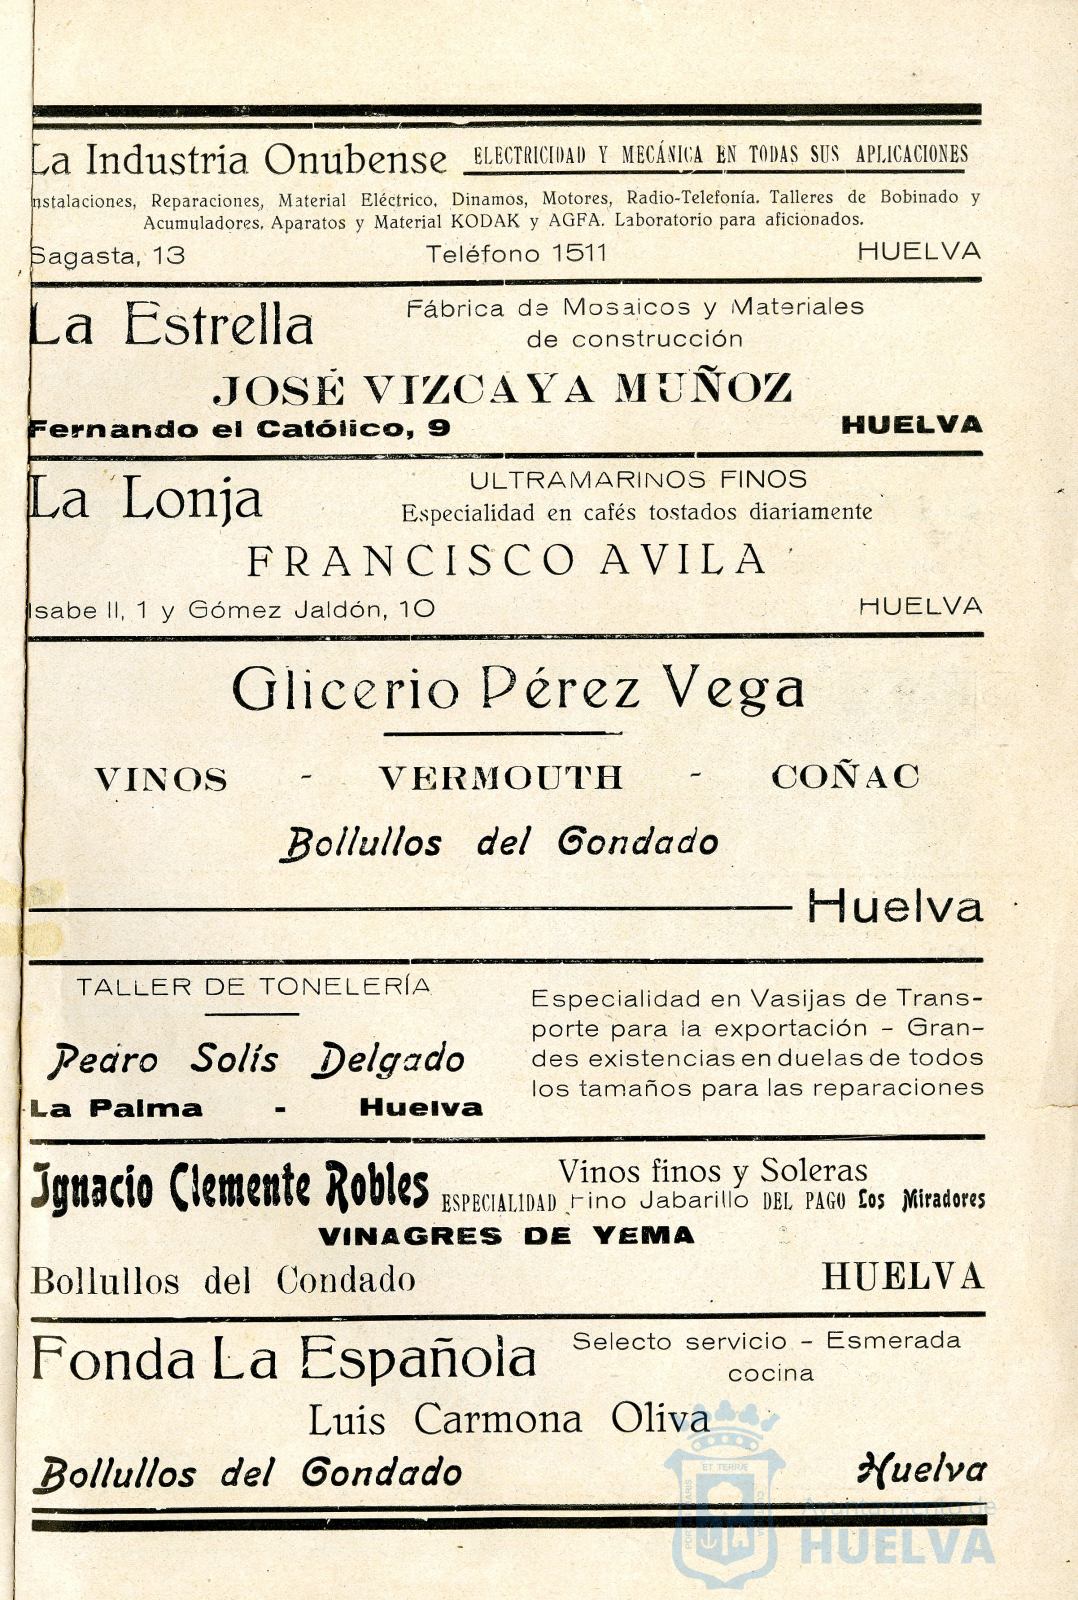 La Industria Onubense ELECTRICIDAD Y MECÁNICA EN TODAS SUS APLICACIONES
nstalaciones, Reparaciones, Material Eléctrico, Dinamos, Motores, Radio-Telefonía. Talleres de Bobinado y
Acumuladores, Aparatos y Material KODAK y AGFA. Laboratorio para aficionados.
Sagasta, 13 Teléfono 1511 HUELVA
La Estrella Fábrica de Mosaicos y Materiales
de construcción
JOSÉ VIZCAYA MUÑOZ
Fernando el Católico, 9 HUELVA
La Lonja ULTRAMARINOS FINOS
Especialidad en cafés tostados diariamente
FRANCISCO AVILA
Isabe II, 1 y Gómez Jaldón, 10 HUELVA
Glicerio Pérez Vega
VINOS - VERMOUTH - COÑAC
Bollullos del Condado
Huelva
TALLER DE TONELERÍA
Pedro Solís Delgado
La Palma - Huelva
Especialidad en Vasijas de Trans-
porte para la exportación - Gran-
des existencias en duelas de todos
los tamaños para las reparaciones
Ignacio Clemente Robles Vinos finos y Soleras
ESPECIALIDAD Fino Jabarillo DEL PAGO Los Miradores
VINAGRES DE YEMA
Bollullos del Condado HUELVA
Fonda La Española Selecto servicio - Esmerada
cocina
Luis Carmona Oliva
Bollullos del Condado Huelva
Ayuntamiento de
HUELVA